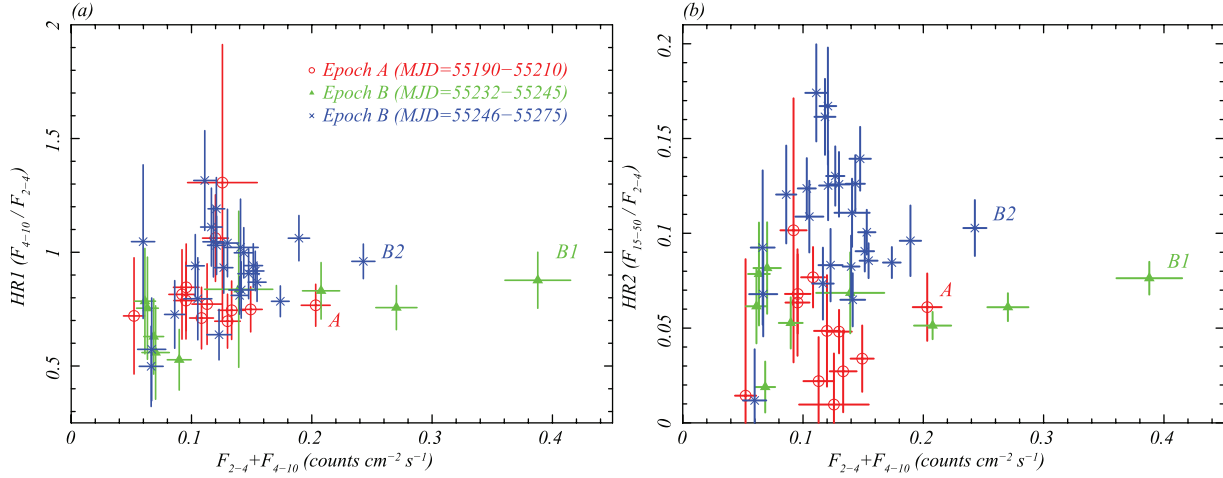 (a)
2
1.5
1
0.5
HR1 (F4−10 / F2−4)
Epoch A (MJD=55190−55210)
Epoch B (MJD=55232−55245)
Epoch B (MJD=55246−55275)
B2
B1
A
0 0.1 0.2 0.3 0.4
F2−4+F4−10 (counts cm−2 s−1)
(b)
0.2
0.15
0.1
0.05
0
HR2 (F15−50 / F2−4)
B2
B1
A
0 0.1 0.2 0.3 0.4
F2−4+F4−10 (counts cm−2 s−1)